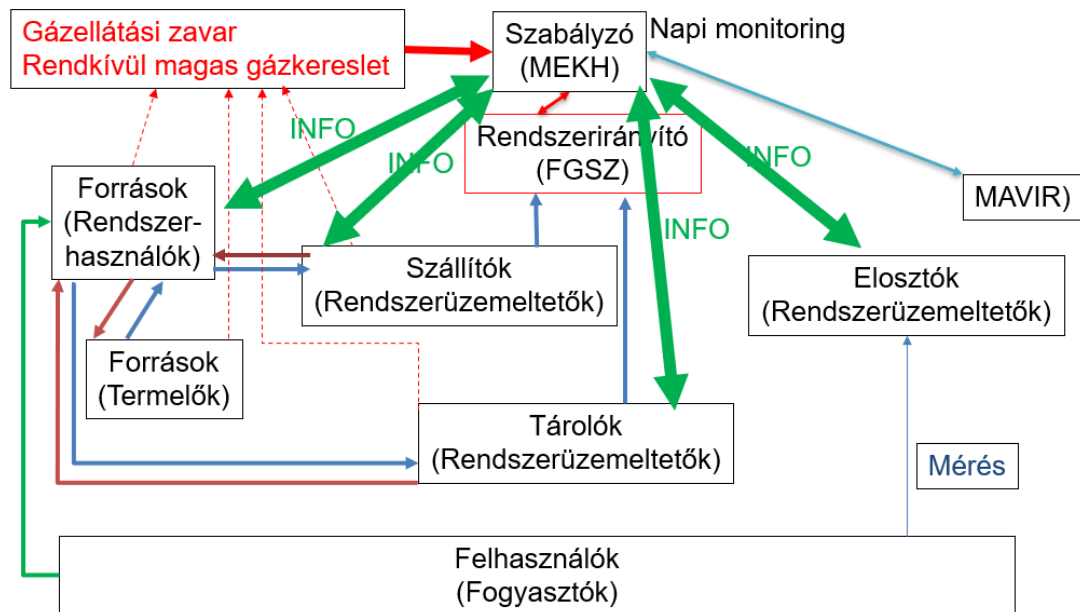 Gázellátási zavar
Rendkívül magas gázkereslet
Szabályzó
(MEKH)
Napi monitoring
INFO
INFO
INFO
INFO
Rendszerirányító
(FGSZ)
MAVIR)
Források
(Rendszer-
használók)
Szállítók
(Rendszerüzemeltetők)
Elosztók
(Rendszerüzemeltetők)
Források
(Termelők)
Tárolók
(Rendszerüzemeltetők)
Mérés
Felhasználók
(Fogyasztók)